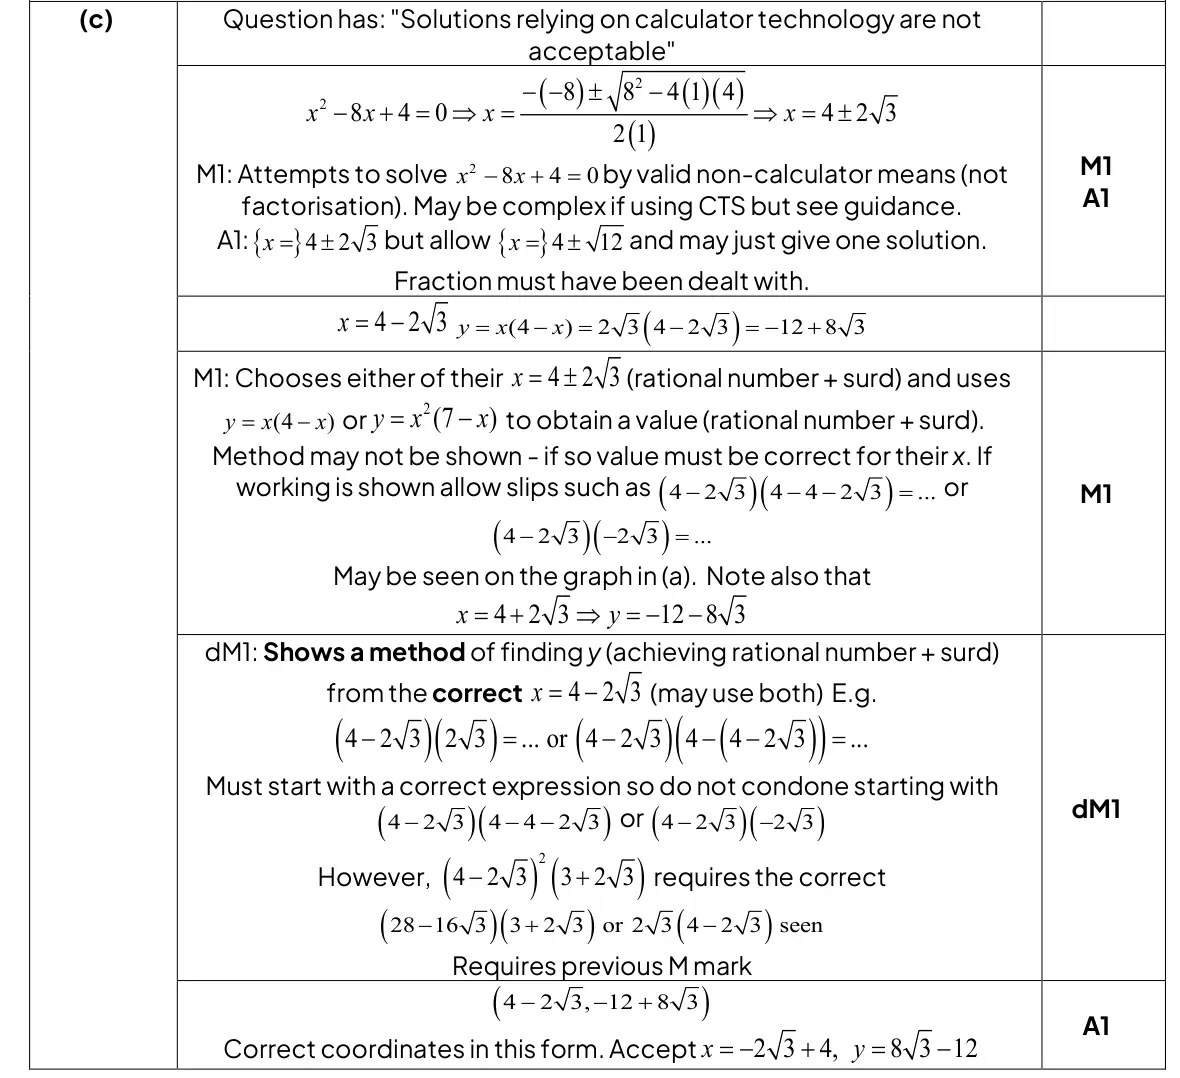 (c)
Question has: "Solutions relying on calculator technology are not
acceptable"
x² − 8x + 4 = 0 ⇒ x = (−(−8) ± √(8² − 4(1)(4))) / 2(1) ⇒ x = 4 ± 2√3
M1: Attempts to solve x² − 8x + 4 = 0 by valid non-calculator means (not
factorisation). May be complex if using CTS but see guidance.
A1: {x =} 4 ± 2√3 but allow {x =} 4 ± √12 and may just give one solution.
Fraction must have been dealt with.
M1
A1
x = 4 − 2√3 y = x(4 − x) = 2√3(4 − 2√3) = −12 + 8√3
M1: Chooses either of their x = 4 ± 2√3 (rational number + surd) and uses
y = x(4 − x) or y = x²(7 − x) to obtain a value (rational number + surd).
Method may not be shown - if so value must be correct for their x. If
working is shown allow slips such as (4 − 2√3)(4 − 4 − 2√3) = ... or
(4 − 2√3)(−2√3) = ...
May be seen on the graph in (a). Note also that
x = 4 + 2√3 ⇒ y = −12 − 8√3
M1
dM1: Shows a method of finding y (achieving rational number + surd)
from the correct x = 4 − 2√3 (may use both) E.g.
(4 − 2√3)(2√3) = ... or (4 − 2√3)(4 − (4 − 2√3)) = ...
Must start with a correct expression so do not condone starting with
(4 − 2√3)(4 − 4 − 2√3) or (4 − 2√3)(−2√3)
However, (4 − 2√3)²(3 + 2√3) requires the correct
(28 − 16√3)(3 + 2√3) or 2√3(4 − 2√3) seen
Requires previous M mark
dM1
(4 − 2√3, −12 + 8√3)
Correct coordinates in this form. Accept x = −2√3 + 4, y = 8√3 − 12
A1